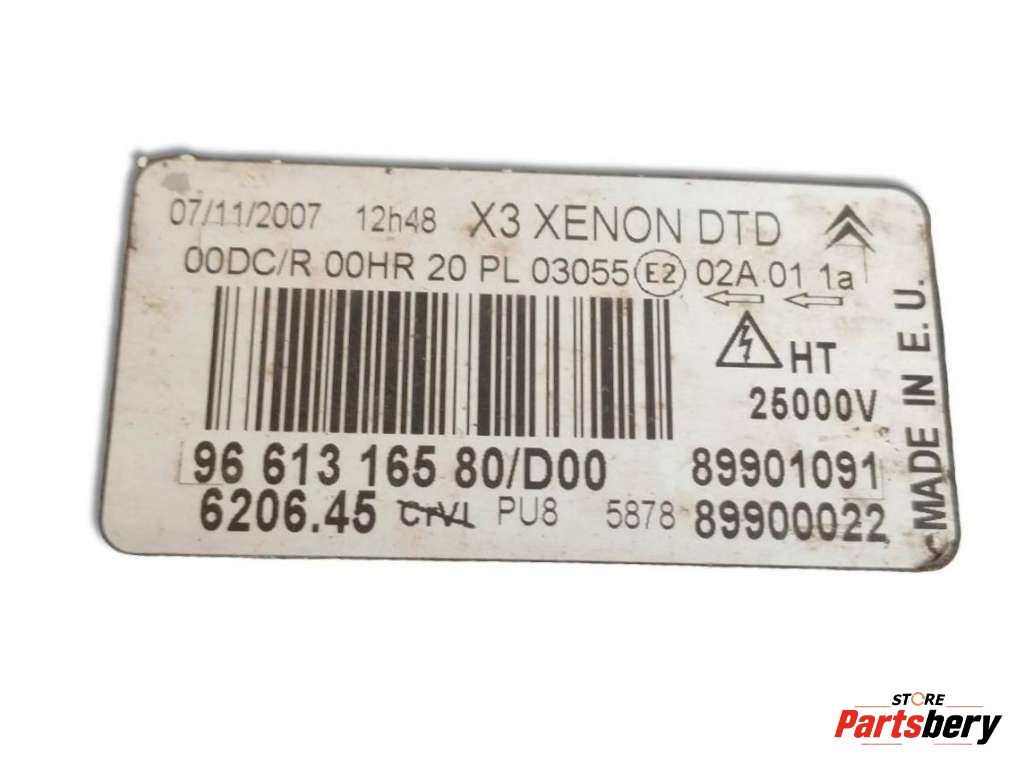 07/11/2007 12h48 X3 XENON DTD
00DC/R 00HR 20 PL 03055 E2 02A 01 1a
HT
25000V
MADE IN E.U.
96 613 165 80/D00 89901091
6206.45 PU8 5878 89900022
STORE
Partsbery